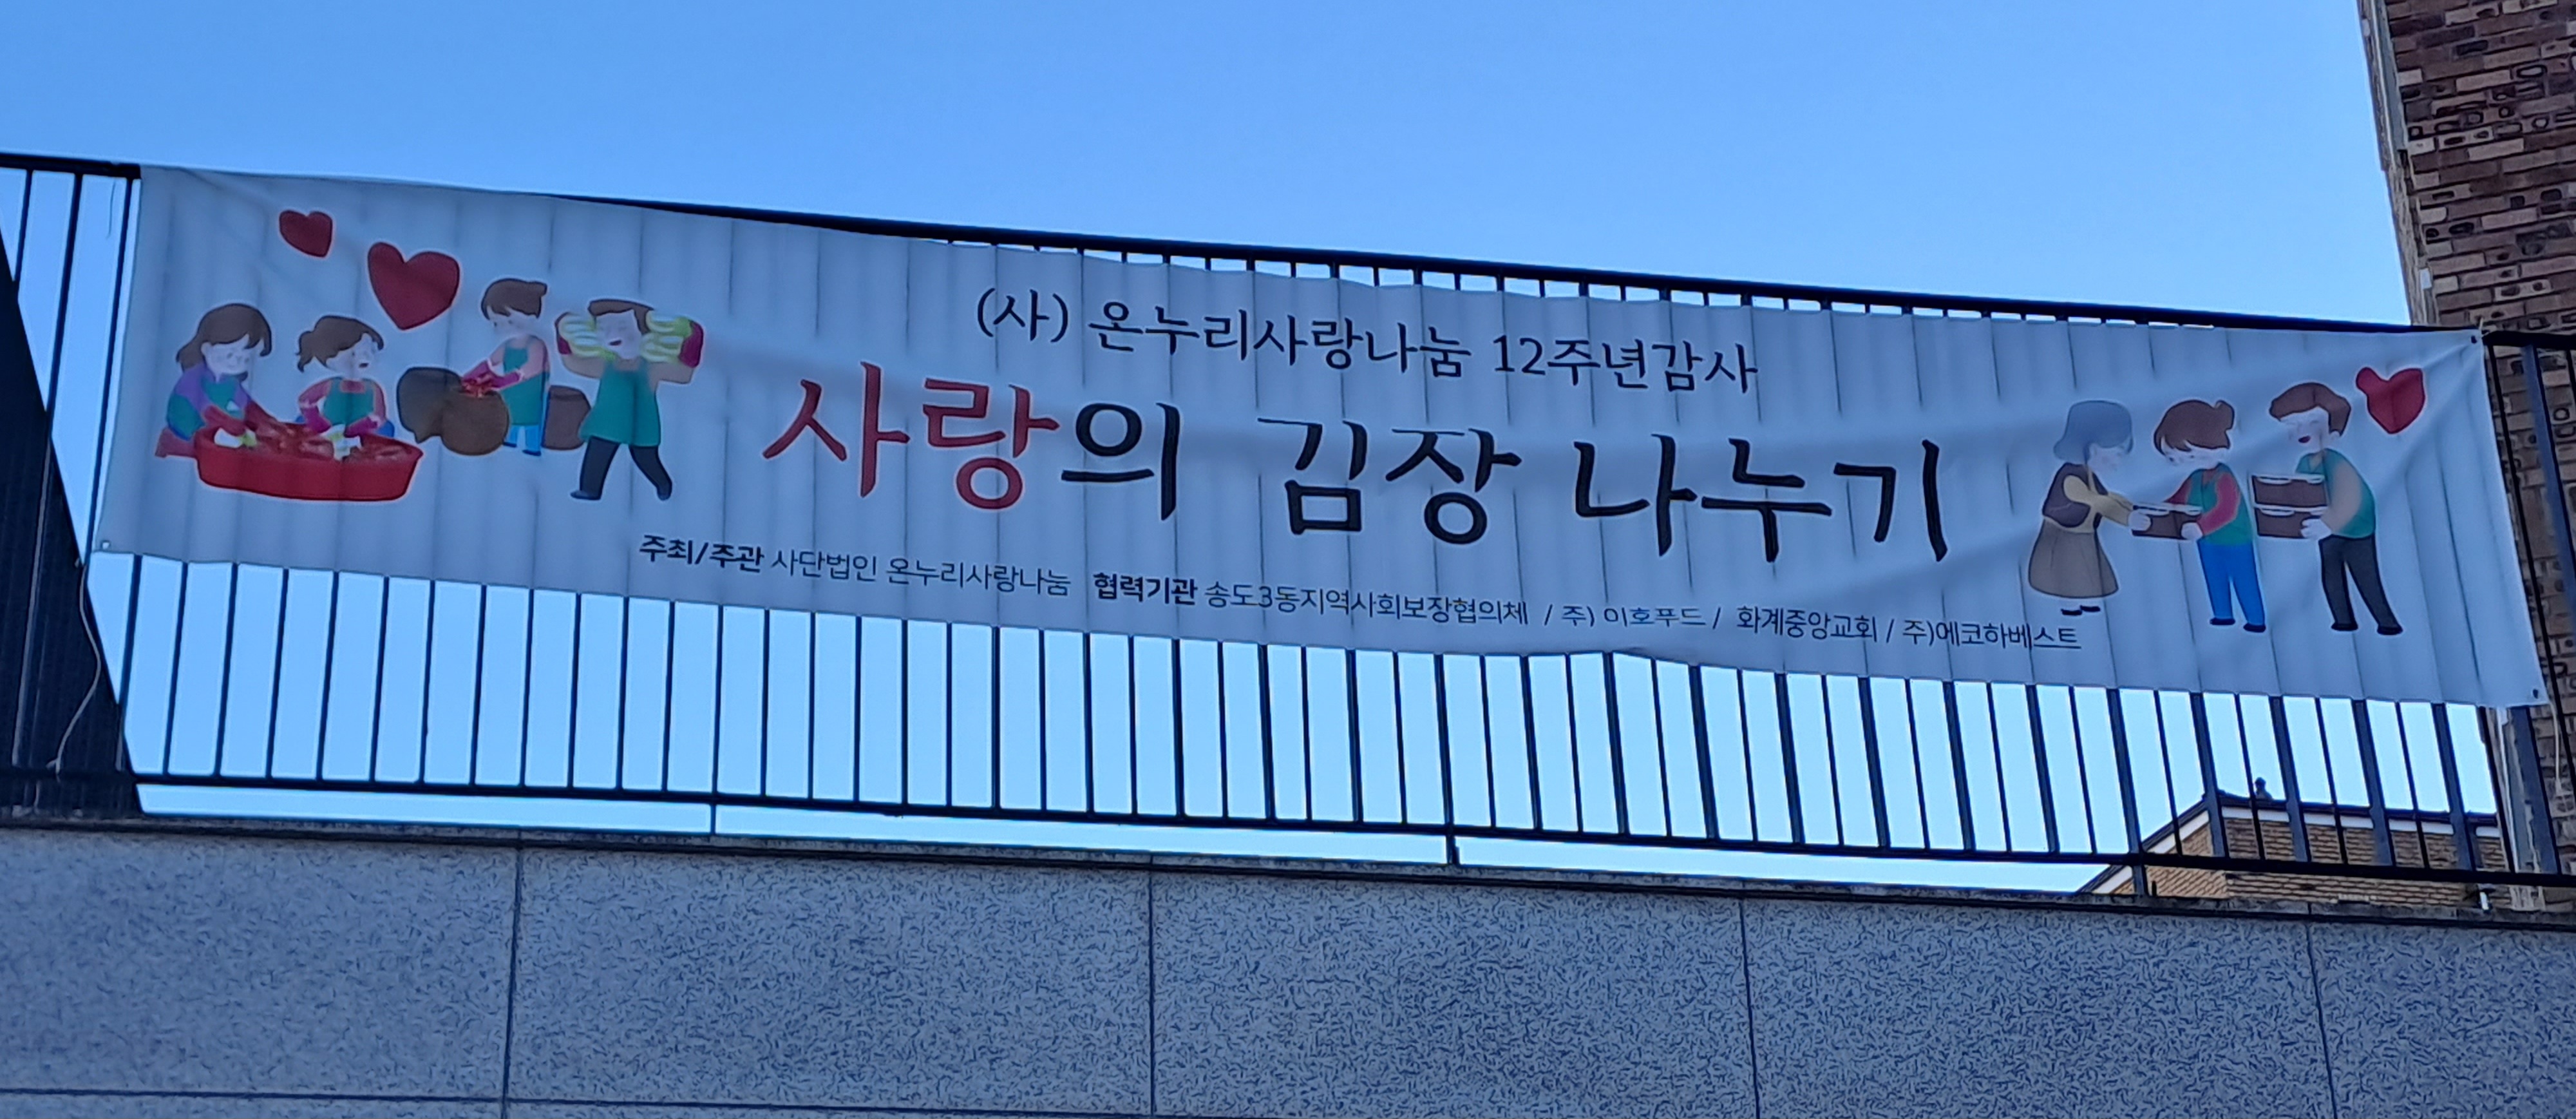 (사) 온누리사랑나눔 12주년감사
사랑의 김장 나누기
주최/주관 사단법인 온누리사랑나눔 협력기관 송도3동지역사회보장협의체 / 주) 이호푸드 / 화계중앙교회 / 주)에코하베스트